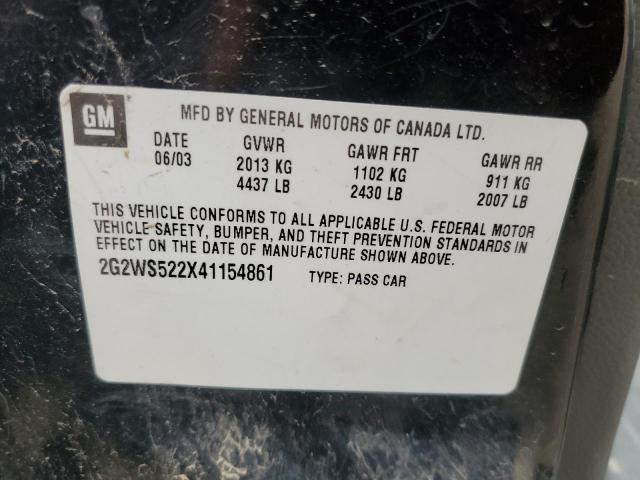 GM
MFD BY GENERAL MOTORS OF CANADA LTD.
DATE GVWR GAWR FRT GAWR RR
06/03 2013 KG 1102 KG 911 KG
4437 LB 2430 LB 2007 LB
THIS VEHICLE CONFORMS TO ALL APPLICABLE U.S. FEDERAL MOTOR
VEHICLE SAFETY, BUMPER, AND THEFT PREVENTION STANDARDS IN
EFFECT ON THE DATE OF MANUFACTURE SHOWN ABOVE.
2G2WS522X41154861 TYPE: PASS CAR